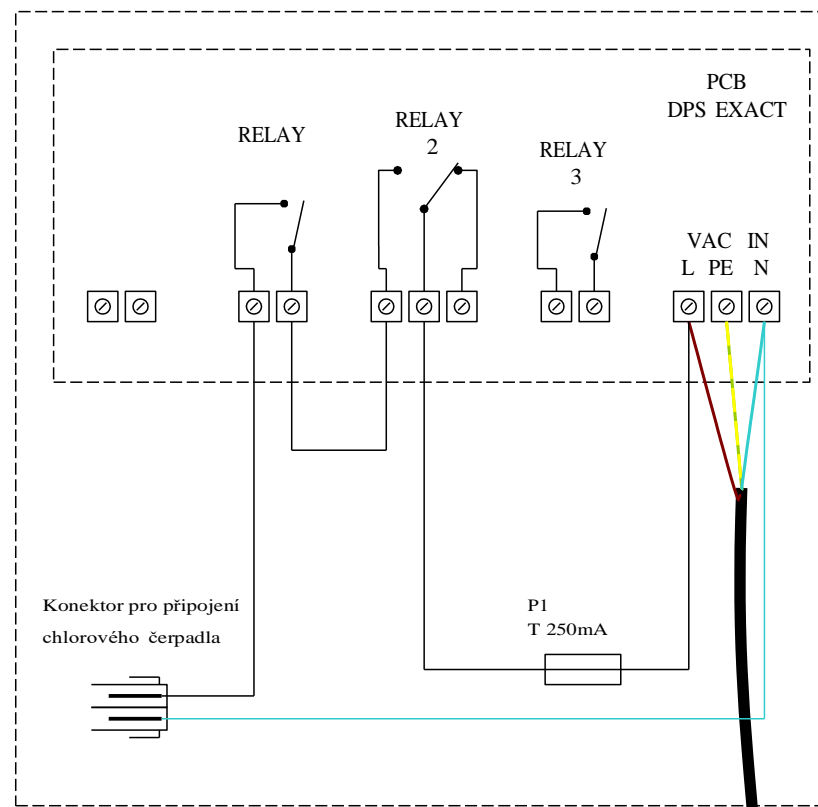 PCB
DPS EXACT
RELAY
RELAY
2
RELAY
3
VAC IN
L PE N
Konektor pro připojení
chlorového čerpadla
P1
T 250mA